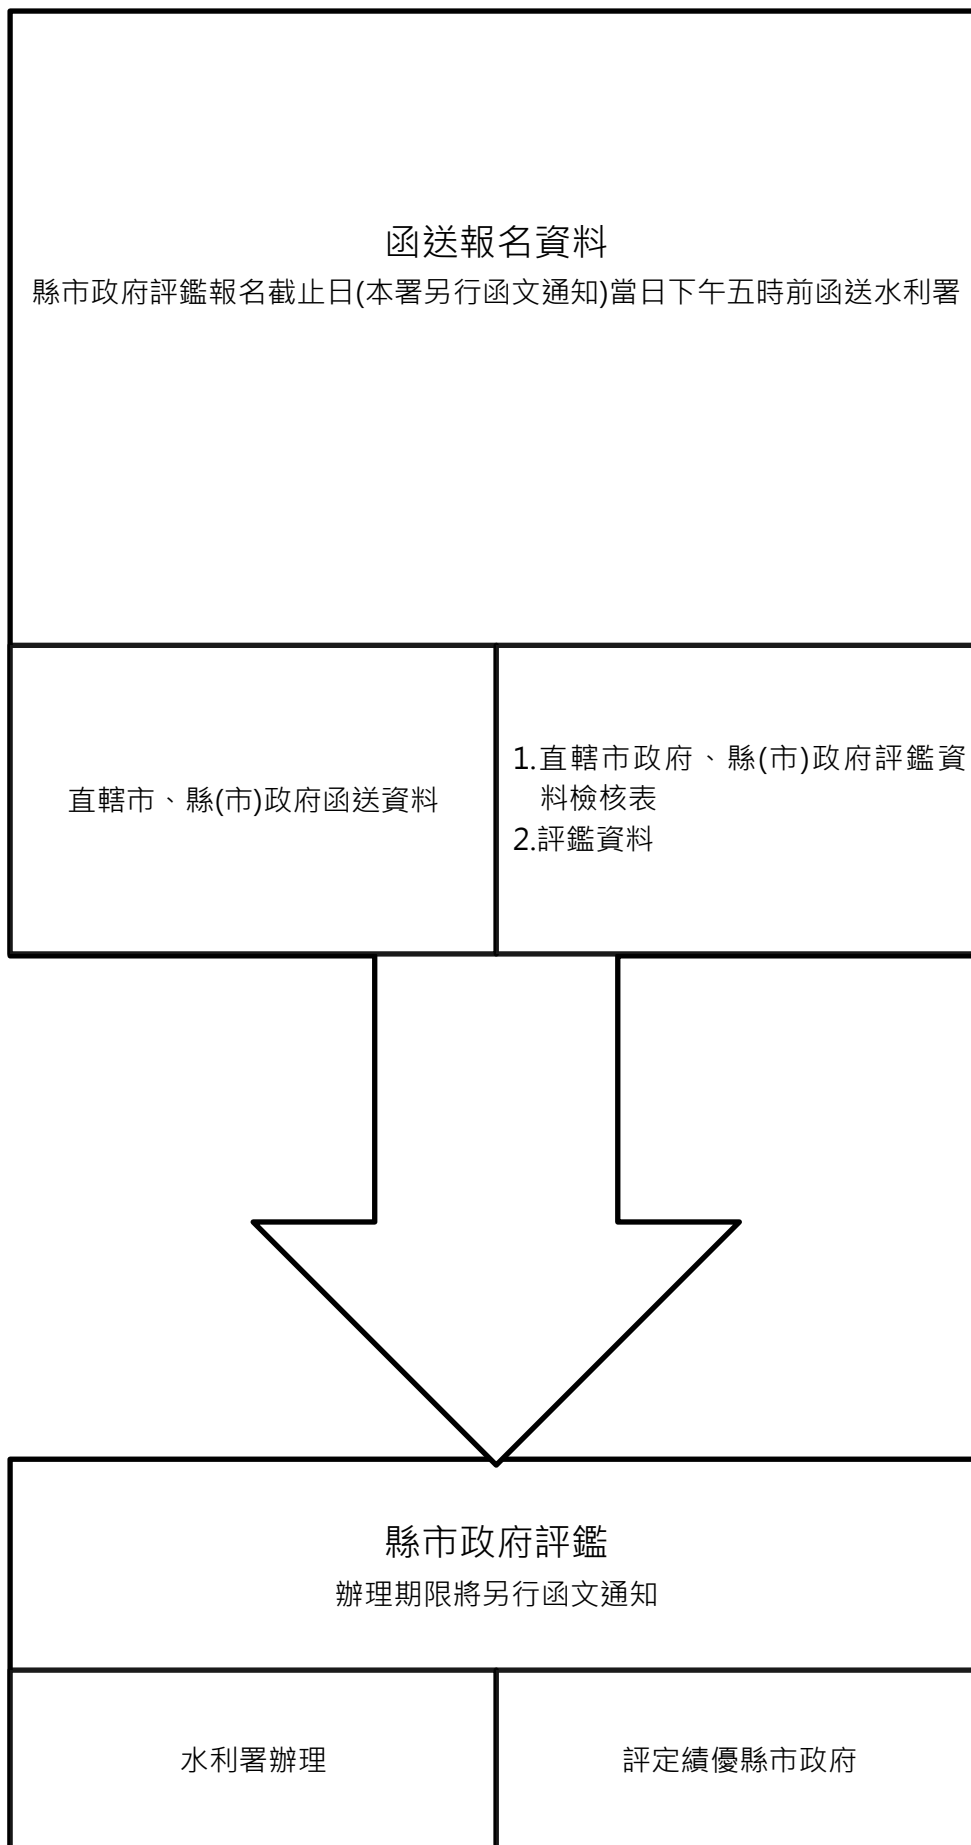 函送報名資料
縣市政府評鑑報名截止日(本署另行函文通知)當日下午五時前函送水利署
直轄市、縣(市)政府函送資料
1.直轄市政府、縣(市)政府評鑑資
料檢核表
2.評鑑資料
縣市政府評鑑
辦理期限將另行函文通知
水利署辦理
評定績優縣市政府